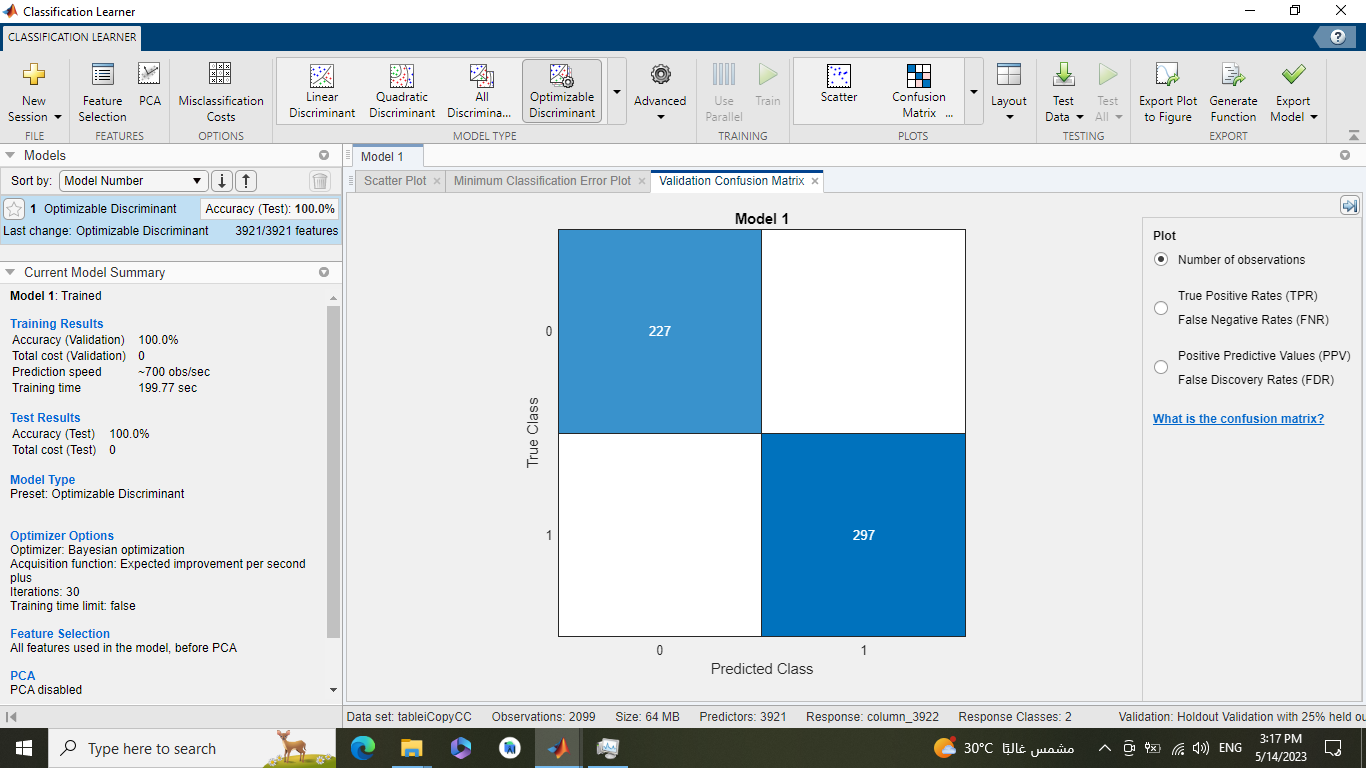 Classification Learner
CLASSIFICATION LEARNER
New
Session
FILE
Feature
Selection
PCA
FEATURES
Misclassification
Costs
OPTIONS
Linear
Discriminant
Quadratic
Discriminant
All
Discrimina...
Optimizable
Discriminant
MODEL TYPE
Advanced
Use
Parallel
Train
TRAINING
Scatter
Confusion
Matrix ...
PLOTS
Layout
Test
Data
Test
All
TESTING
Export Plot
to Figure
Generate
Function
Export
Model
EXPORT
Models
Sort by: Model Number
1 Optimizable Discriminant Accuracy (Test): 100.0%
Last change: Optimizable Discriminant 3921/3921 features
Current Model Summary
Model 1: Trained
Training Results
Accuracy (Validation) 100.0%
Total cost (Validation) 0
Prediction speed ~700 obs/sec
Training time 199.77 sec
Test Results
Accuracy (Test) 100.0%
Total cost (Test) 0
Model Type
Preset: Optimizable Discriminant
Optimizer Options
Optimizer: Bayesian optimization
Acquisition function: Expected improvement per second
plus
Iterations: 30
Training time limit: false
Feature Selection
All features used in the model, before PCA
PCA
PCA disabled
Model 1
Scatter Plot Minimum Classification Error Plot Validation Confusion Matrix
Model 1
0
227
1
297
True Class
0 1
Predicted Class
Plot
Number of observations
True Positive Rates (TPR)
False Negative Rates (FNR)
Positive Predictive Values (PPV)
False Discovery Rates (FDR)
What is the confusion matrix?
Data set: tableiCopyCC Observations: 2099 Size: 64 MB Predictors: 3921 Response: column_3922 Response Classes: 2 Validation: Holdout Validation with 25% held ou
Type here to search
30°C مشمس غالبًا
ENG
3:17 PM
5/14/2023